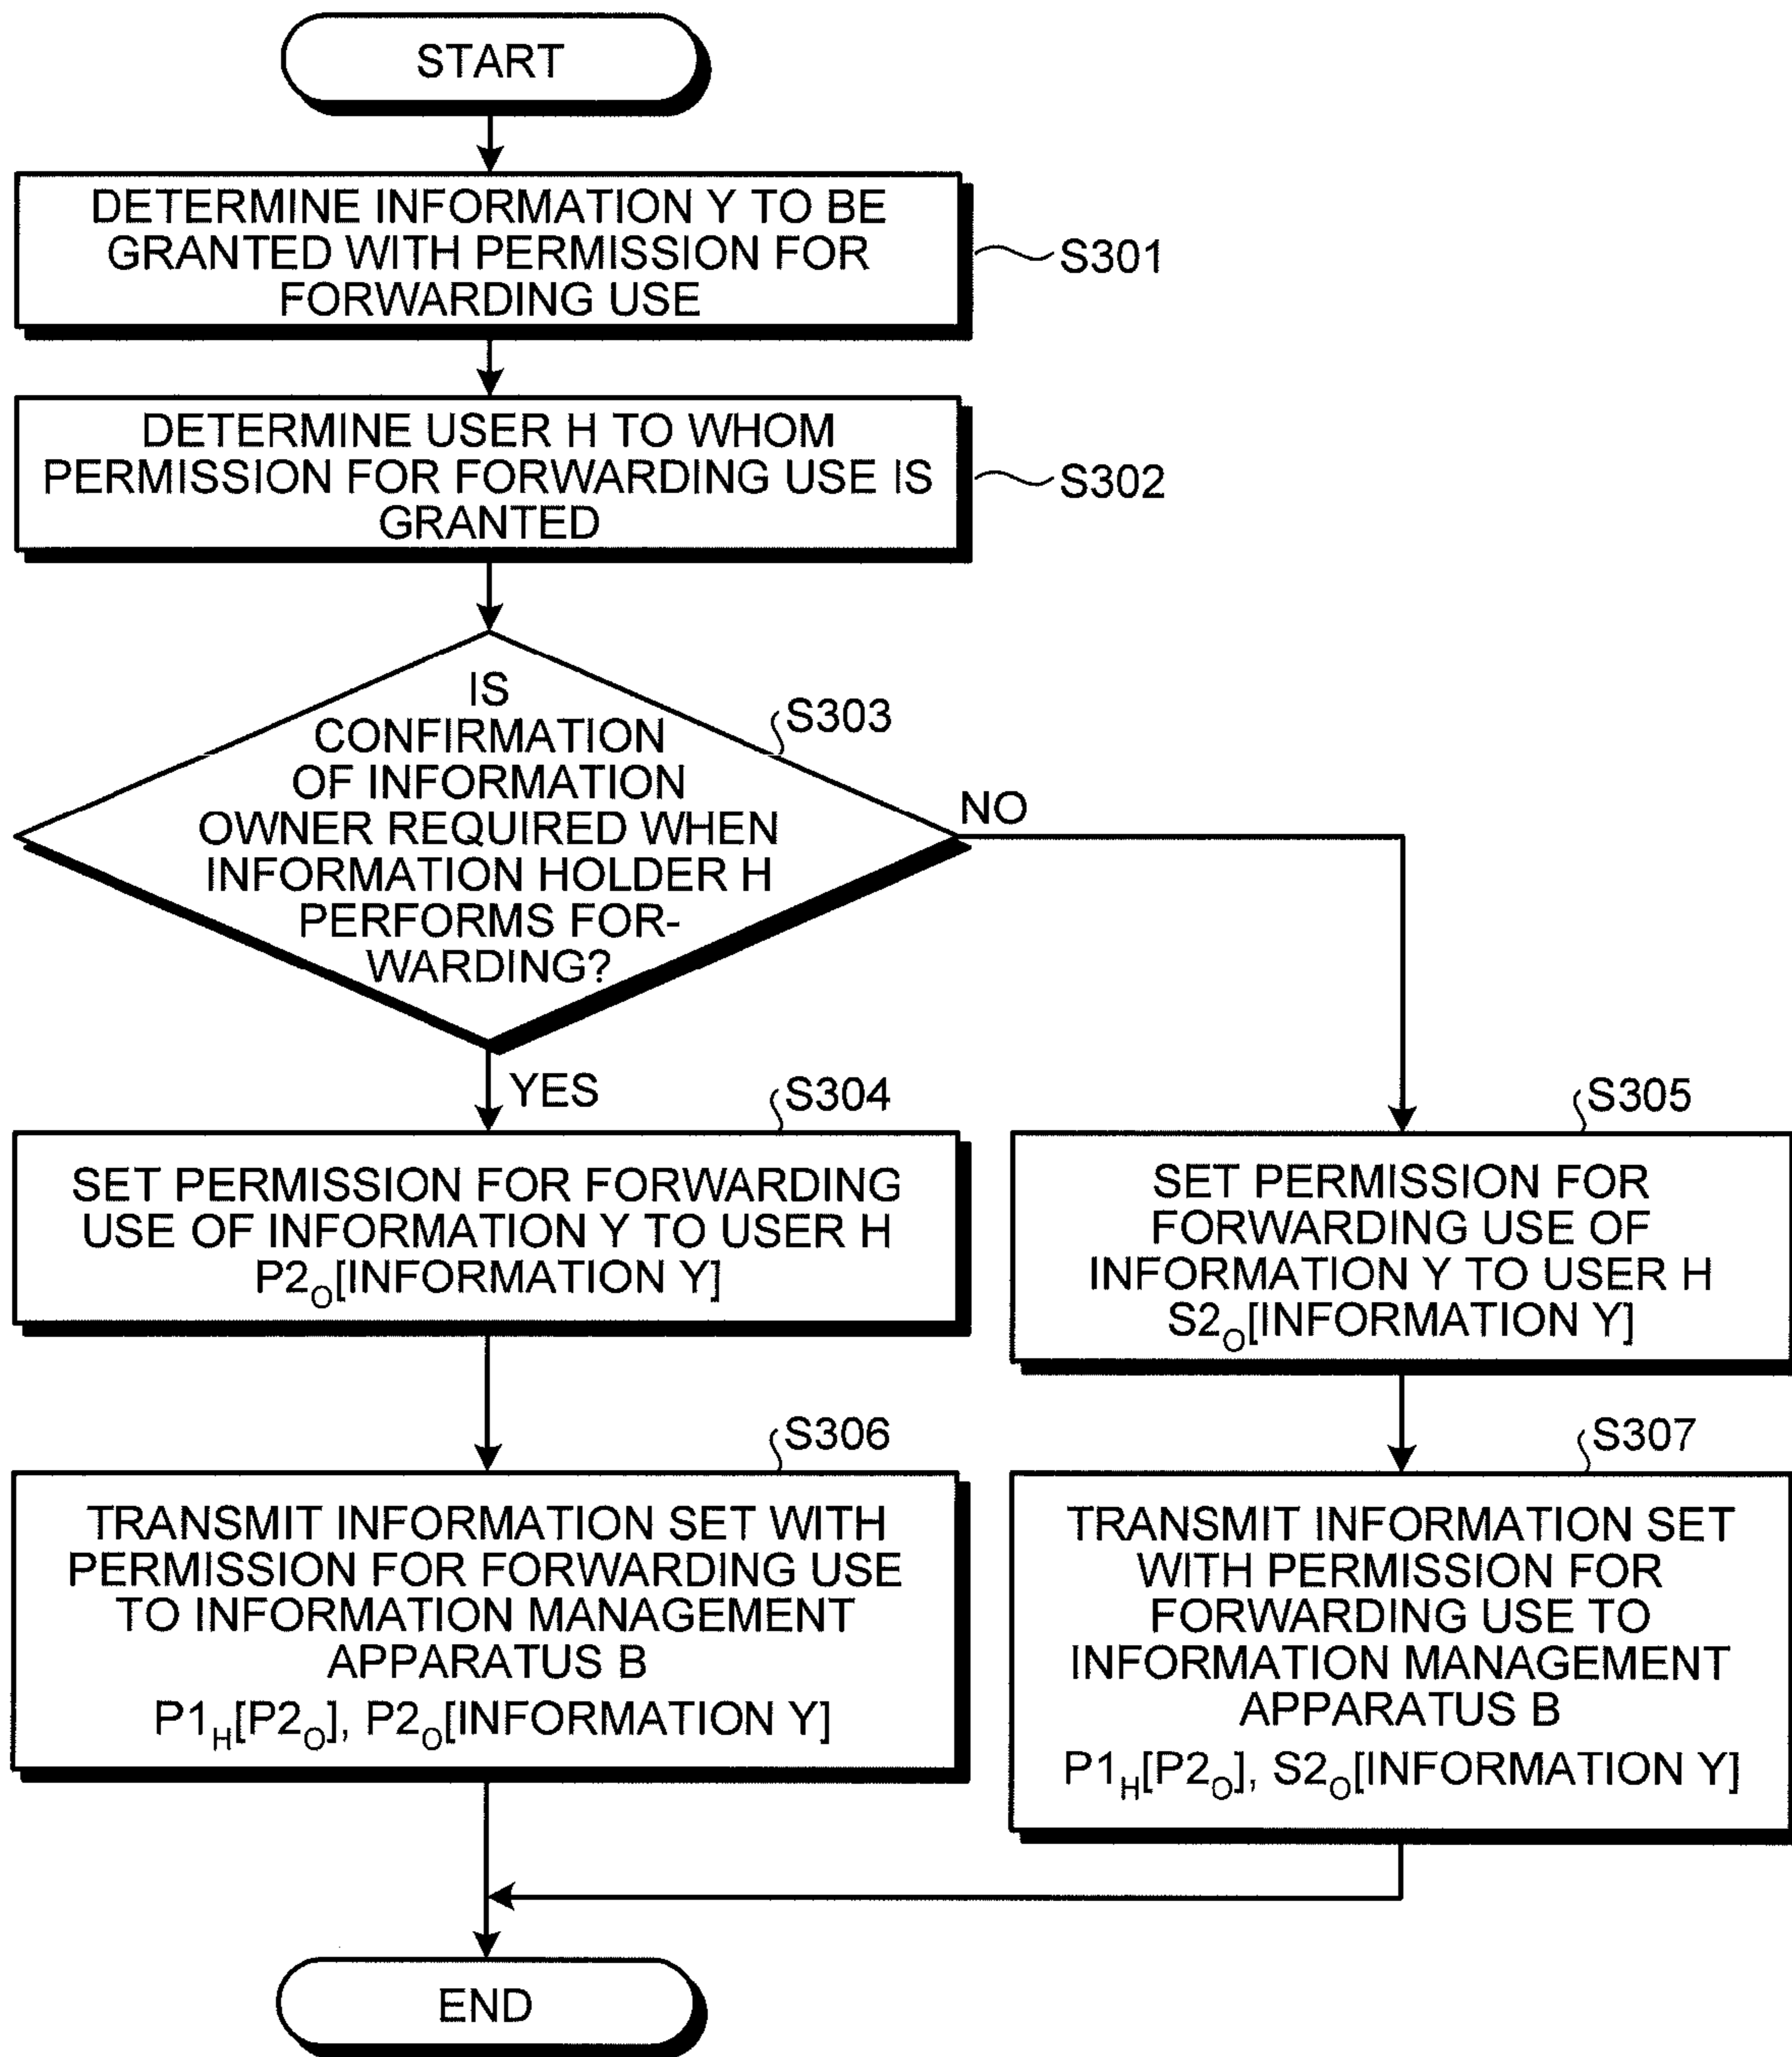 START
DETERMINE INFORMATION Y TO BE
GRANTED WITH PERMISSION FOR
FORWARDING USE
S301
DETERMINE USER H TO WHOM
PERMISSION FOR FORWARDING USE IS
GRANTED
S302
IS
CONFIRMATION
OF INFORMATION
OWNER REQUIRED WHEN
INFORMATION HOLDER H
PERFORMS FOR-
WARDING?
S303
NO
YES
S304
SET PERMISSION FOR FORWARDING
USE OF INFORMATION Y TO USER H
P2O[INFORMATION Y]
S305
SET PERMISSION FOR
FORWARDING USE OF
INFORMATION Y TO USER H
S2O[INFORMATION Y]
S306
TRANSMIT INFORMATION SET WITH
PERMISSION FOR FORWARDING USE
TO INFORMATION MANAGEMENT
APPARATUS B
P1H[P2O], P2O[INFORMATION Y]
S307
TRANSMIT INFORMATION SET
WITH PERMISSION FOR
FORWARDING USE TO
INFORMATION MANAGEMENT
APPARATUS B
P1H[P2O], S2O[INFORMATION Y]
END